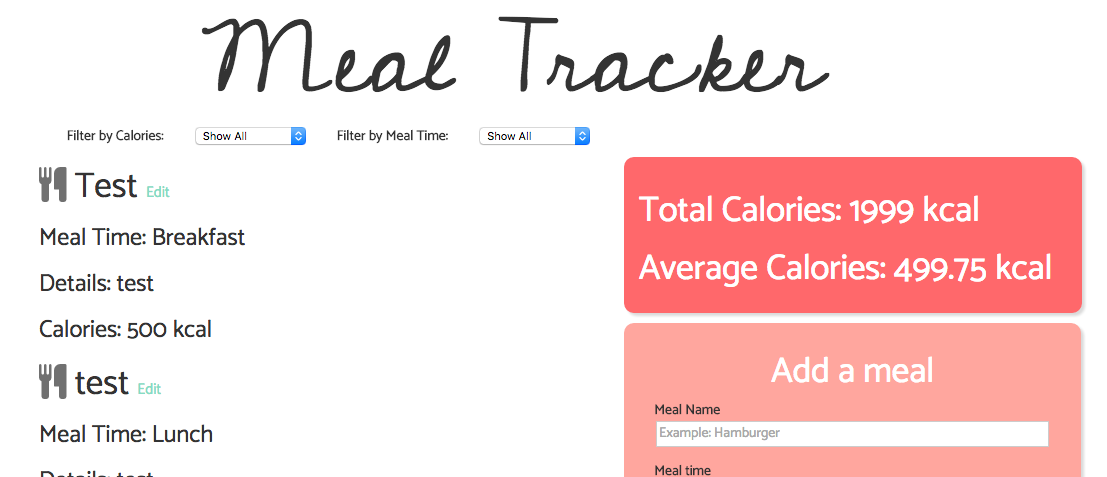 Meal Tracker
Filter by Calories: Show All Filter by Meal Time: Show All
Test Edit
Meal Time: Breakfast
Details: test
Calories: 500 kcal
test Edit
Meal Time: Lunch
Details: test
Total Calories: 1999 kcal
Average Calories: 499.75 kcal
Add a meal
Meal Name
Example: Hamburger
Meal time